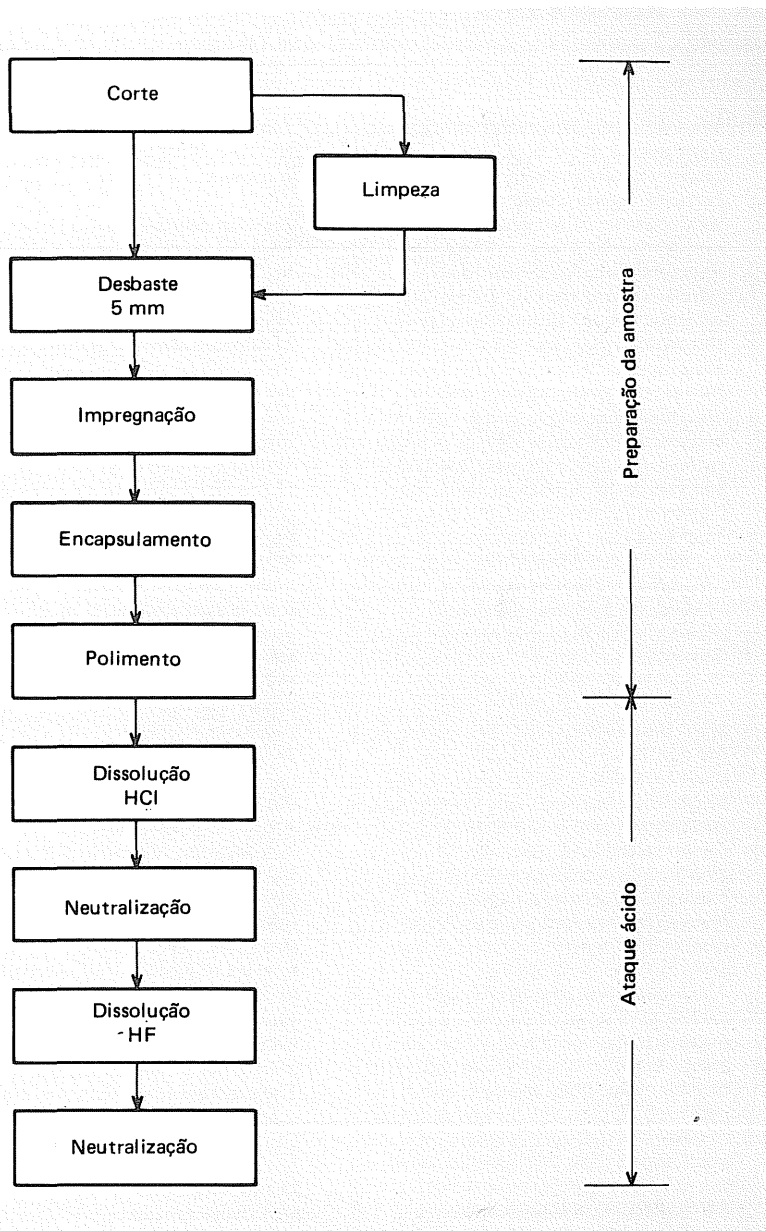 Corte
Limpeza
Desbaste
5 mm
Impregnação
Encapsulamento
Polimento
Dissolução
HCl
Neutralização
Dissolução
HF
Neutralização
Preparação da amostra
Ataque ácido